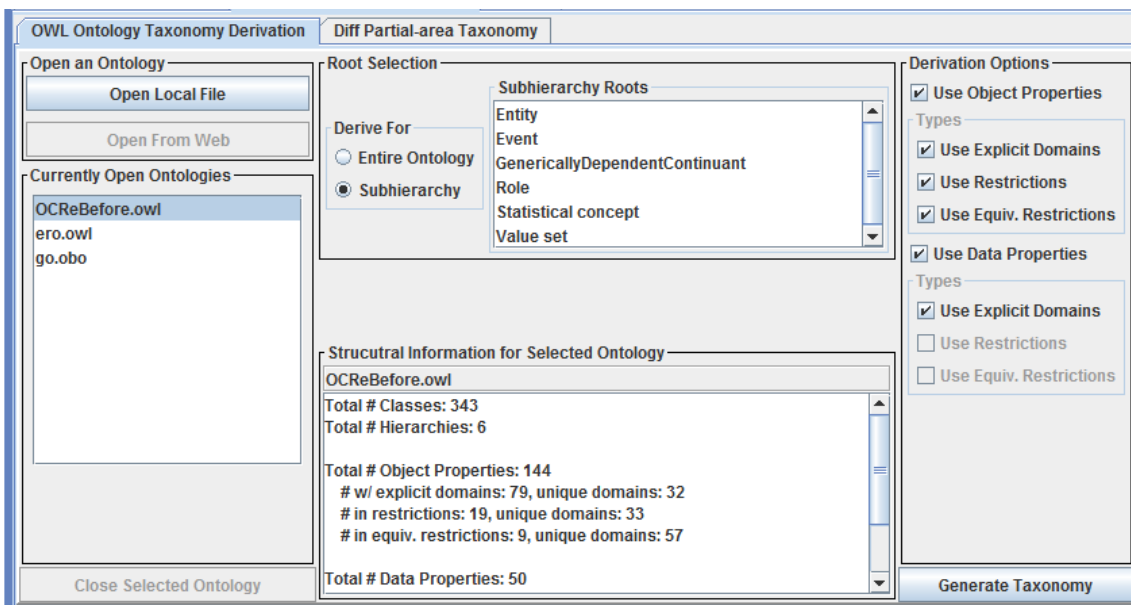 OWL Ontology Taxonomy Derivation
Diff Partial-area Taxonomy
Open an Ontology
Open Local File
Open From Web
Currently Open Ontologies
OCReBefore.owl
ero.owl
go.obo
Close Selected Ontology
Root Selection
Derive For
Entire Ontology
Subhierarchy
Subhierarchy Roots
Entity
Event
GenericallyDependentContinuant
Role
Statistical concept
Value set
Strucutral Information for Selected Ontology
OCReBefore.owl
Total # Classes: 343
Total # Hierarchies: 6
Total # Object Properties: 144
# w/ explicit domains: 79, unique domains: 32
# in restrictions: 19, unique domains: 33
# in equiv. restrictions: 9, unique domains: 57
Total # Data Properties: 50
Derivation Options
Use Object Properties
Types
Use Explicit Domains
Use Restrictions
Use Equiv. Restrictions
Use Data Properties
Types
Use Explicit Domains
Use Restrictions
Use Equiv. Restrictions
Generate Taxonomy